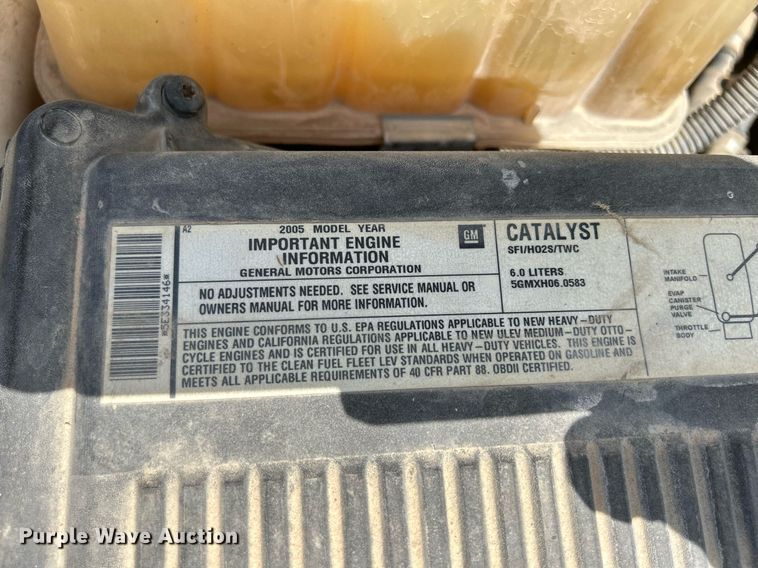 A2
2005 MODEL YEAR
IMPORTANT ENGINE
INFORMATION
GENERAL MOTORS CORPORATION
GM
CATALYST
SFI/HO2S/TWC
6.0 LITERS
5GMXH06.0583
NO ADJUSTMENTS NEEDED. SEE SERVICE MANUAL OR
OWNERS MANUAL FOR MORE INFORMATION.
THIS ENGINE CONFORMS TO U.S. EPA REGULATIONS APPLICABLE TO NEW HEAVY-DUTY
ENGINES AND CALIFORNIA REGULATIONS APPLICABLE TO NEW ULEV MEDIUM-DUTY OTTO-
CYCLE ENGINES AND IS CERTIFIED FOR USE IN ALL HEAVY-DUTY VEHICLES. THIS ENGINE IS
CERTIFIED TO THE CLEAN FUEL FLEET LEV STANDARDS WHEN OPERATED ON GASOLINE AND
MEETS ALL APPLICABLE REQUIREMENTS OF 40 CFR PART 88. OBDII CERTIFIED.
*5E354146*
INTAKE
MANIFOLD
EVAP
CANISTER
PURGE
VALVE
THROTTLE
BODY
G
Purple Wave Auction